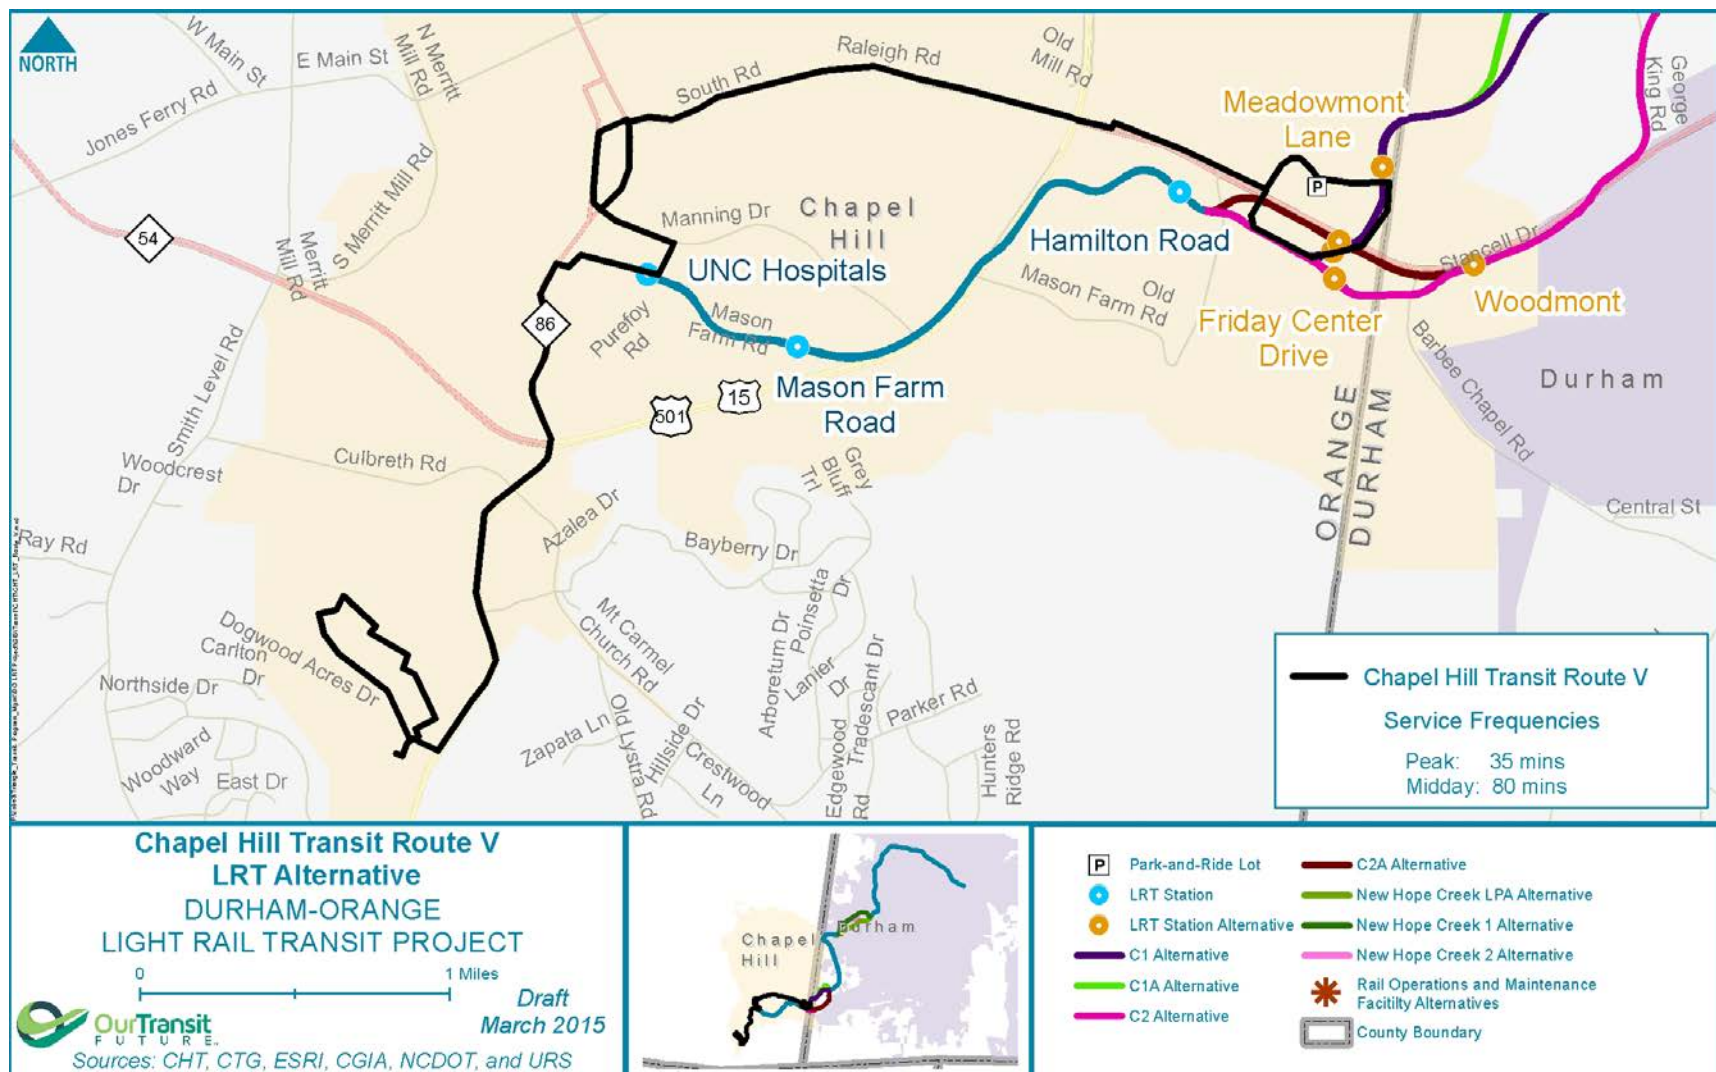 NORTH
W Main St
E Main St
N Merritt
Mill Rd
Jones Ferry Rd
S Merritt Mill Rd
Merritt
Mill Rd
54
South Rd
Raleigh Rd
Old
Mill Rd
George
King Rd
Meadowmont
Lane
P
Manning Dr
Chapel
Hill
UNC Hospitals
Hamilton Road
Stancell Dr
Woodmont
Friday Center
Drive
Old
Mason Farm Rd
Mason
Farm Rd
Purefoy
Rd
86
Mason Farm
Road
501
15
Smith Level Rd
Culbreth Rd
Woodcrest
Dr
Ray Rd
Azalea Dr
Bayberry Dr
Grey
Bluff
Trl
Barbee Chapel Rd
Durham
ORANGE
DURHAM
Central St
Dogwood Acres Dr
Carlton
Dr
Northside Dr
Woodward
Way
East Dr
Mt Carmel
Church Rd
Zapata Ln
Old Lystra Rd
Hillside Dr
Crestwood
Ln
Arboretum Dr
Poinsetta
Dr
Lanier
Dr
Edgewood
Rd
Tradescant Dr
Parker Rd
Hunters
Ridge Rd
Chapel Hill Transit Route V
Service Frequencies
Peak: 35 mins
Midday: 80 mins
Chapel Hill Transit Route V
LRT Alternative
DURHAM-ORANGE
LIGHT RAIL TRANSIT PROJECT
0 1 Miles
Draft
March 2015
OurTransit
FUTURE
Sources: CHT, CTG, ESRI, CGIA, NCDOT, and URS
Chapel
Hill
Durham
P Park-and-Ride Lot
LRT Station
LRT Station Alternative
C1 Alternative
C1A Alternative
C2 Alternative
C2A Alternative
New Hope Creek LPA Alternative
New Hope Creek 1 Alternative
New Hope Creek 2 Alternative
Rail Operations and Maintenance
Facitilty Alternatives
County Boundary